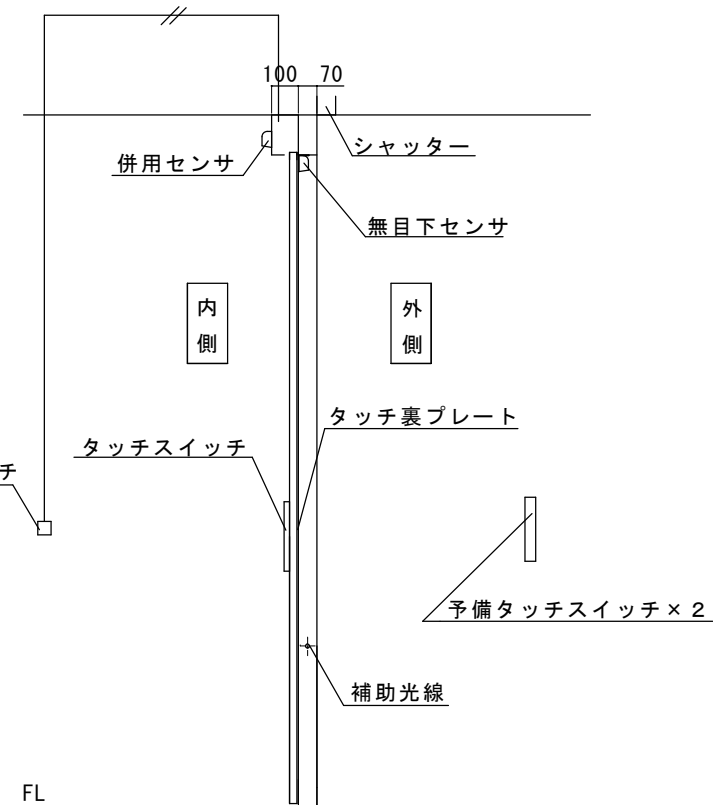 100 70
シャッター
併用センサ
無目下センサ
内側
外側
タッチ裏プレート
タッチスイッチ
チ
予備タッチスイッチ×２
補助光線
FL